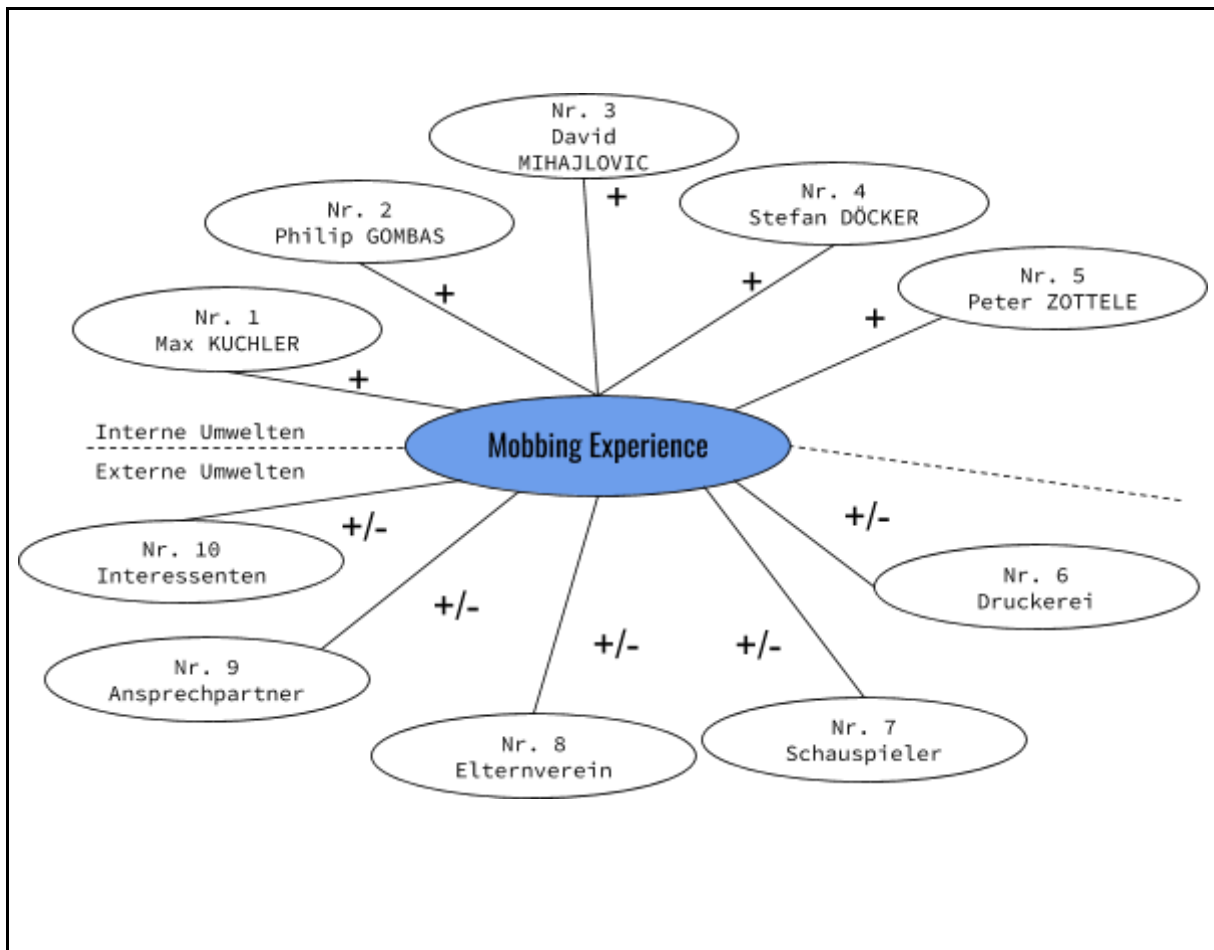 Nr. 3
David
MIHAJLOVIC
+
Nr. 4
Stefan DÖCKER
+
Nr. 2
Philip GOMBAS
+
Nr. 5
Peter ZOTTELE
+
Nr. 1
Max KUCHLER
+
Interne Umwelten
Externe Umwelten
Mobbing Experience
+/-
Nr. 10
Interessenten
+/-
Nr. 6
Druckerei
+/-
Nr. 9
Ansprechpartner
+/-
Nr. 8
Elternverein
+/-
Nr. 7
Schauspieler